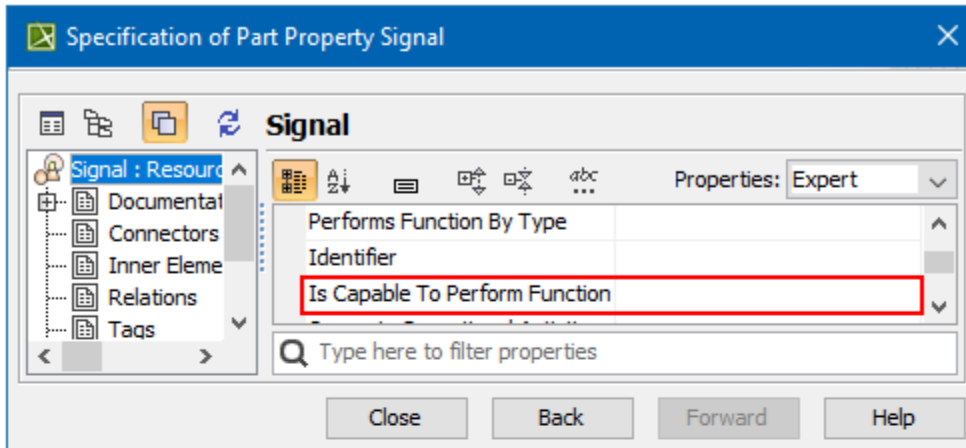 Specification of Part Property Signal
Signal
Signal : Resourc
Properties: Expert
Documentat
Connectors
Inner Eleme
Relations
Tags
Performs Function By Type
Identifier
Is Capable To Perform Function
Type here to filter properties
Close Back Forward Help